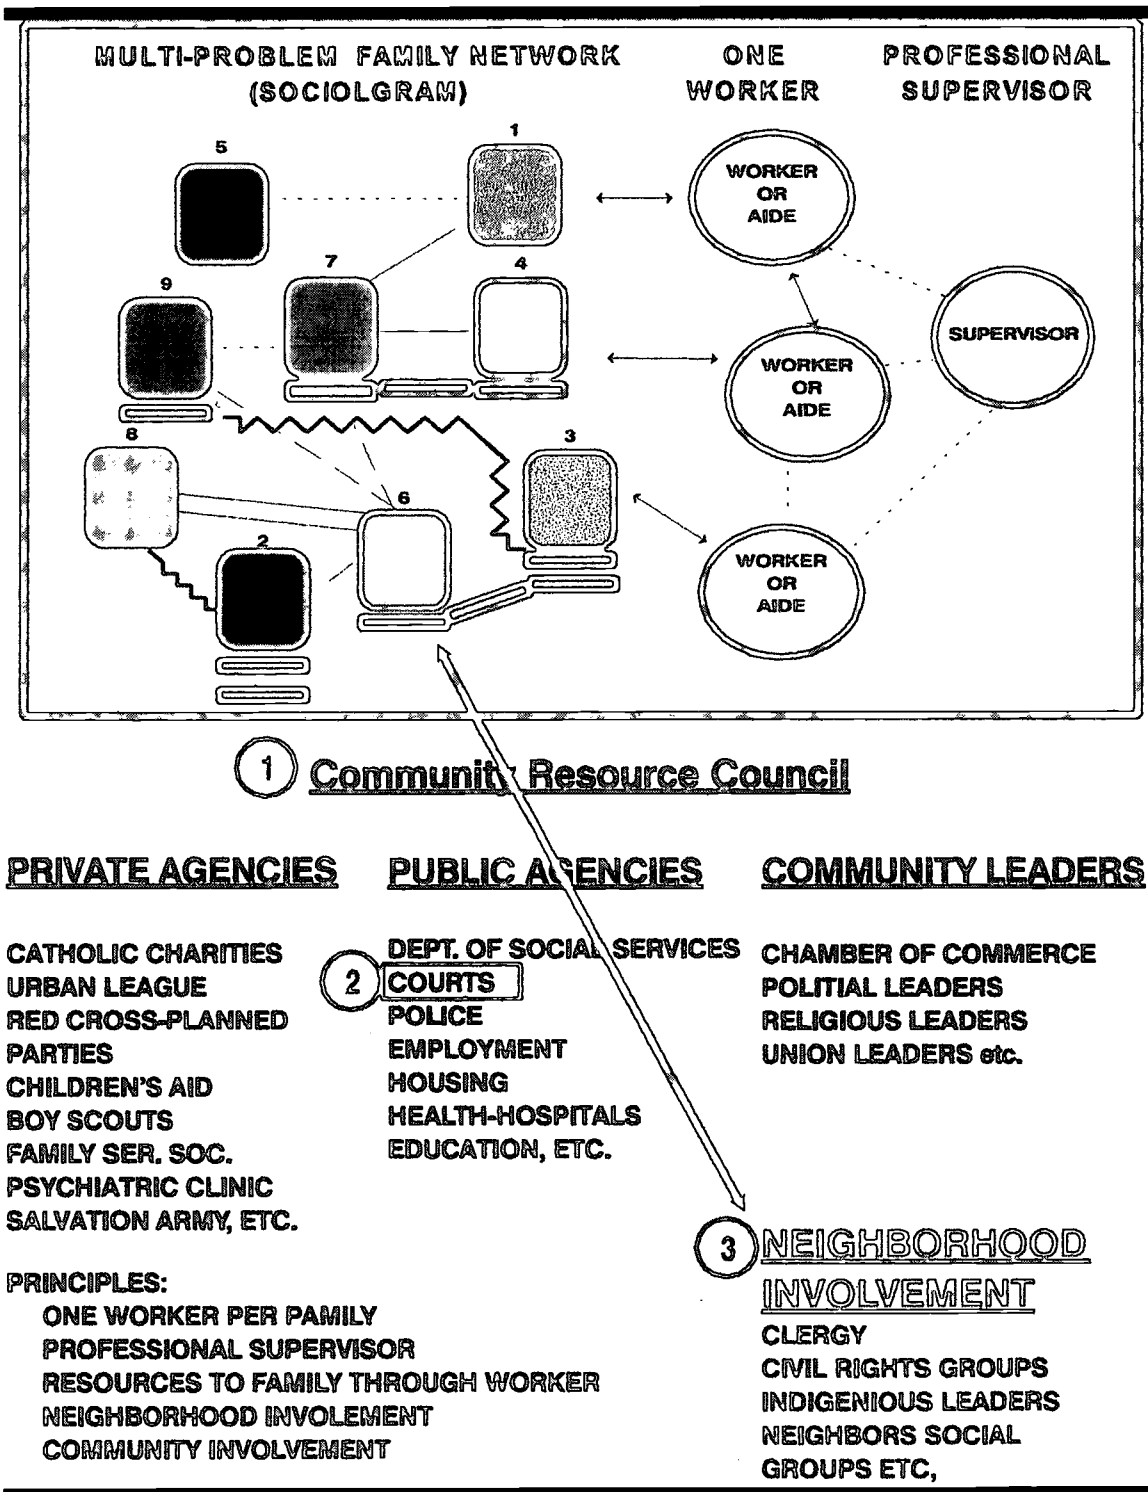 MULTI-PROBLEM FAMILY NETWORK
(SOCIOLGRAM)
ONE
WORKER
PROFESSIONAL
SUPERVISOR
5
1
7
4
9
8
3
6
2
WORKER
OR
AIDE
WORKER
OR
AIDE
WORKER
OR
AIDE
SUPERVISOR
1 Community Resource Council
PRIVATE AGENCIES
CATHOLIC CHARITIES
URBAN LEAGUE
RED CROSS-PLANNED
PARTIES
CHILDREN'S AID
BOY SCOUTS
FAMILY SER. SOC.
PSYCHIATRIC CLINIC
SALVATION ARMY, ETC.
PUBLIC AGENCIES
DEPT. OF SOCIAL SERVICES
2 COURTS
POLICE
EMPLOYMENT
HOUSING
HEALTH-HOSPITALS
EDUCATION, ETC.
COMMUNITY LEADERS
CHAMBER OF COMMERCE
POLITIAL LEADERS
RELIGIOUS LEADERS
UNION LEADERS etc.
PRINCIPLES:
ONE WORKER PER PAMILY
PROFESSIONAL SUPERVISOR
RESOURCES TO FAMILY THROUGH WORKER
NEIGHBORHOOD INVOLEMENT
COMMUNITY INVOLVEMENT
3 NEIGHBORHOOD
INVOLVEMENT
CLERGY
CIVIL RIGHTS GROUPS
INDIGENIOUS LEADERS
NEIGHBORS SOCIAL
GROUPS ETC,